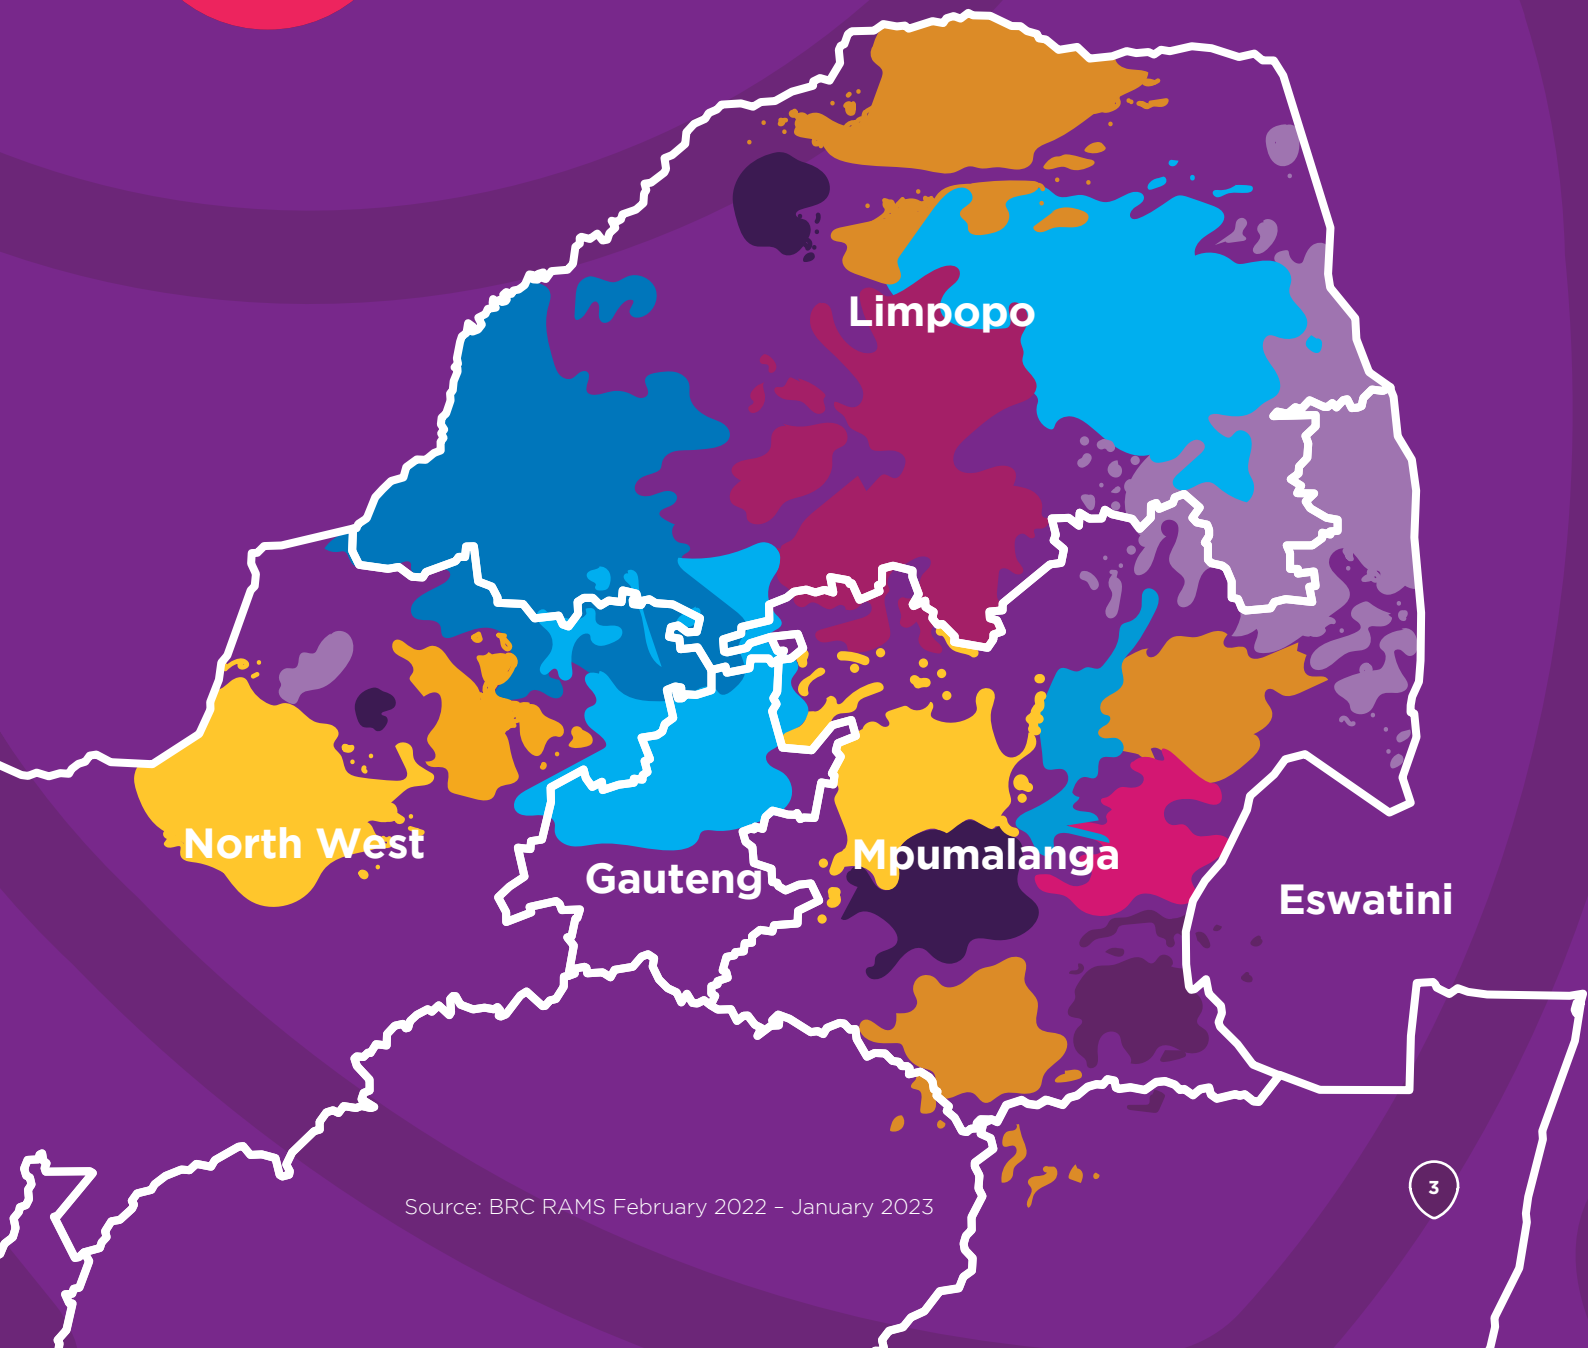 Limpopo
North West
Mpumalanga
Gauteng
Eswatini
3
Source: BRC RAMS February 2022 – January 2023